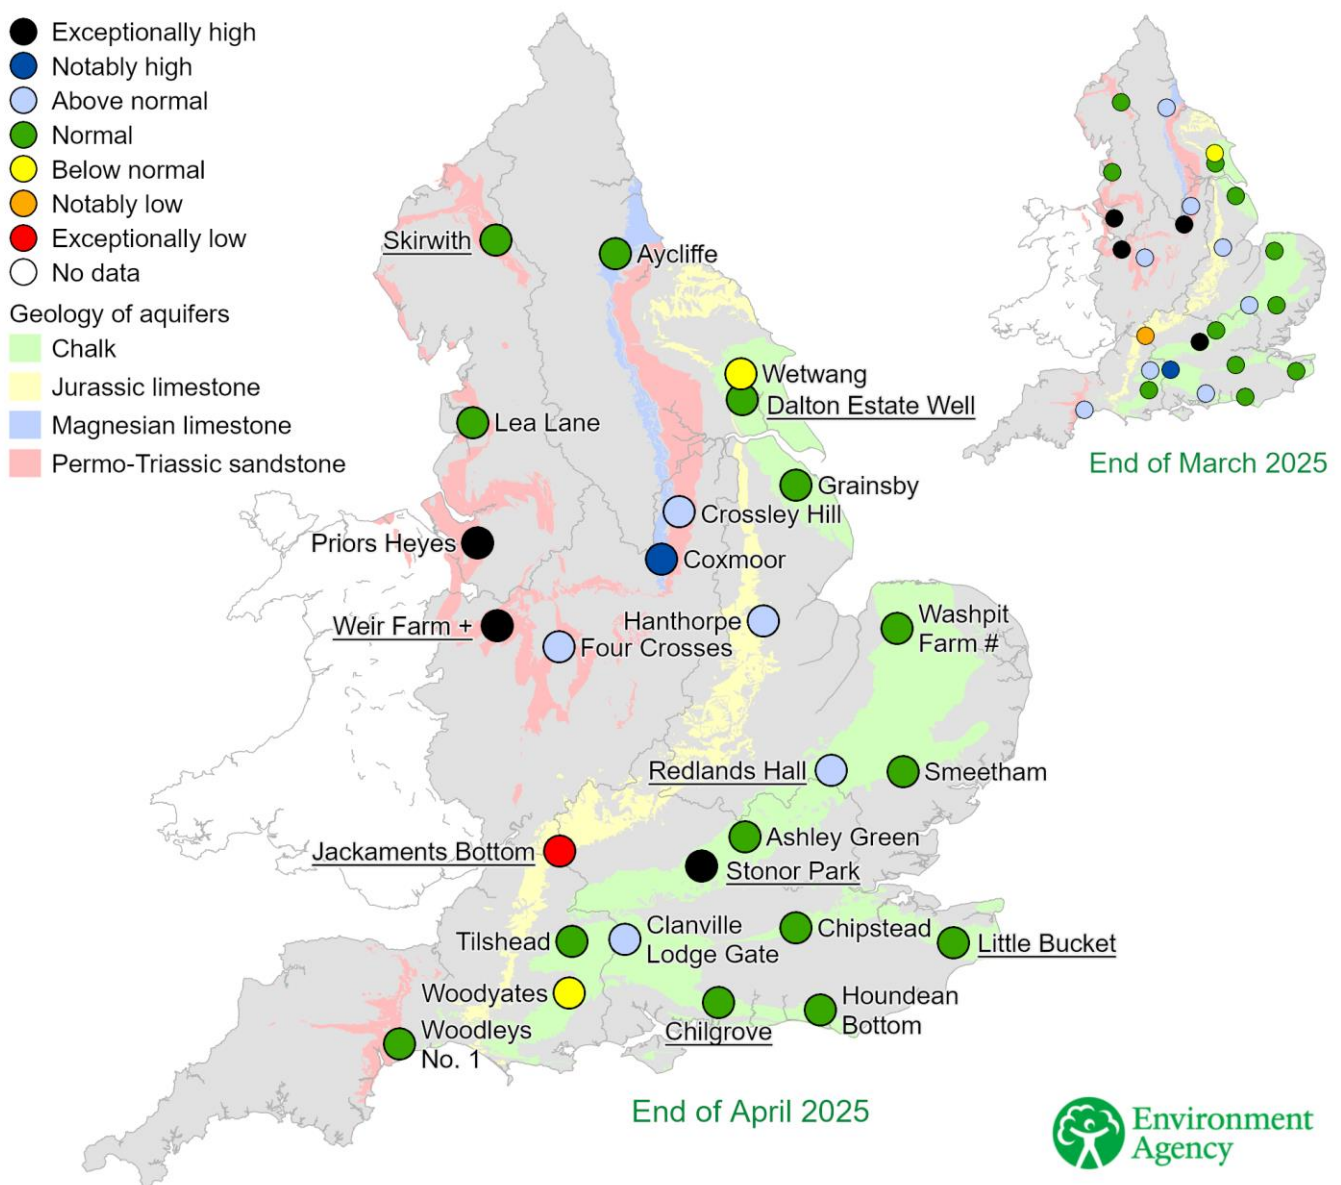 Exceptionally high
Notably high
Above normal
Normal
Below normal
Notably low
Exceptionally low
No data
Geology of aquifers
Chalk
Jurassic limestone
Magnesian limestone
Permo-Triassic sandstone
End of March 2025
Skirwith
Aycliffe
Wetwang
Dalton Estate Well
Lea Lane
Grainsby
Crossley Hill
Priors Heyes
Coxmoor
Weir Farm +
Hanthorpe
Four Crosses
Washpit
Farm #
Redlands Hall
Smeetham
Jackaments Bottom
Ashley Green
Stonor Park
Tilshead
Clanville
Lodge Gate
Chipstead
Little Bucket
Woodyates
Chilgrove
Houndean
Bottom
Woodleys
No. 1
End of April 2025
Environment
Agency